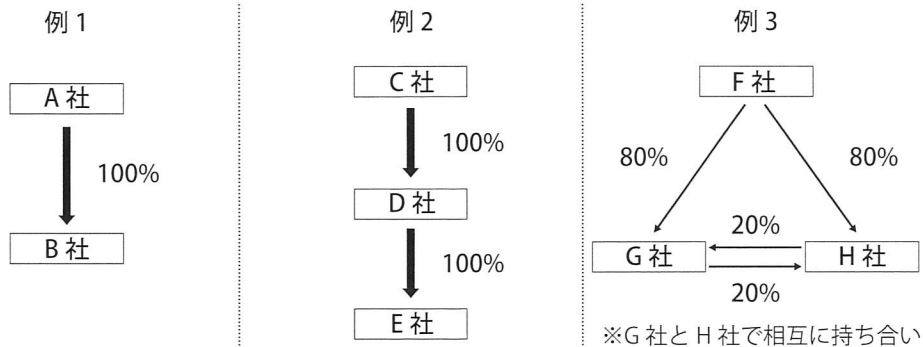 例 1
A 社
100%
B 社
例 2
C 社
100%
D 社
100%
E 社
例 3
F 社
80%
80%
20%
G 社
H 社
20%
※G 社と H 社で相互に持ち合い